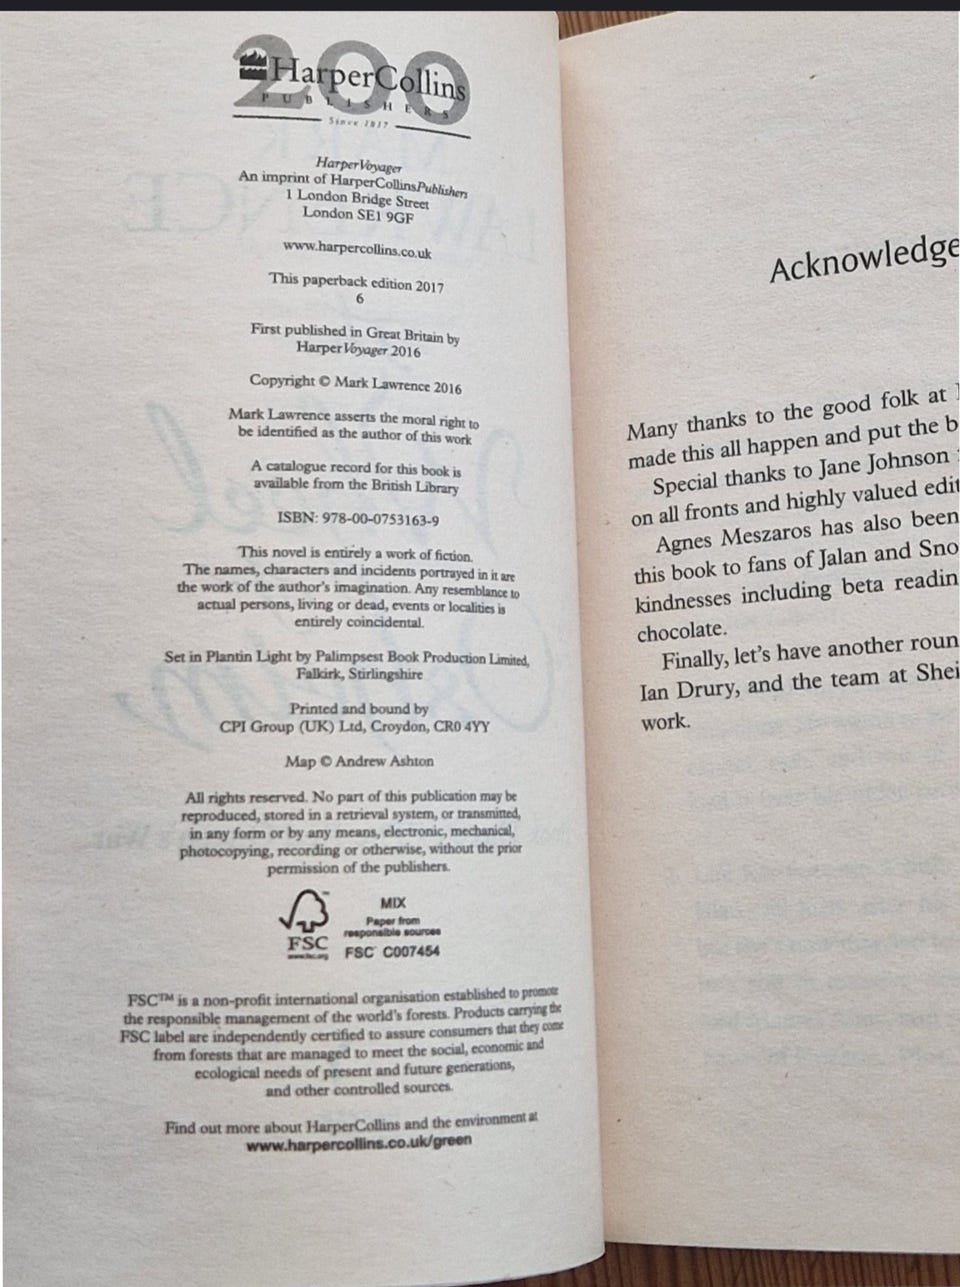 200
HarperCollins
PUBLISHERS
Since 1817
HarperVoyager
An imprint of HarperCollinsPublishers
1 London Bridge Street
London SE1 9GF
www.harpercollins.co.uk
This paperback edition 2017
6
First published in Great Britain by
HarperVoyager 2016
Copyright © Mark Lawrence 2016
Mark Lawrence asserts the moral right to
be identified as the author of this work
A catalogue record for this book is
available from the British Library
ISBN: 978-00-0753163-9
This novel is entirely a work of fiction.
The names, characters and incidents portrayed in it are
the work of the author's imagination. Any resemblance to
actual persons, living or dead, events or localities is
entirely coincidental.
Set in Plantin Light by Palimpsest Book Production Limited,
Falkirk, Stirlingshire
Printed and bound by
CPI Group (UK) Ltd, Croydon, CR0 4YY
Map © Andrew Ashton
All rights reserved. No part of this publication may be
reproduced, stored in a retrieval system, or transmitted,
in any form or by any means, electronic, mechanical,
photocopying, recording or otherwise, without the prior
permission of the publishers.
FSC
www.fsc.org
MIX
Paper from
responsible sources
FSC C007454
FSC™ is a non-profit international organisation established to promote
the responsible management of the world's forests. Products carrying the
FSC label are independently certified to assure consumers that they come
from forests that are managed to meet the social, economic and
ecological needs of present and future generations,
and other controlled sources.
Find out more about HarperCollins and the environment at
www.harpercollins.co.uk/green
Acknowledge
Many thanks to the good folk at
made this all happen and put the b
Special thanks to Jane Johnson
on all fronts and highly valued edit
Agnes Meszaros has also been
this book to fans of Jalan and Sno
kindnesses including beta readin
chocolate.
Finally, let's have another roun
Ian Drury, and the team at Shei
work.